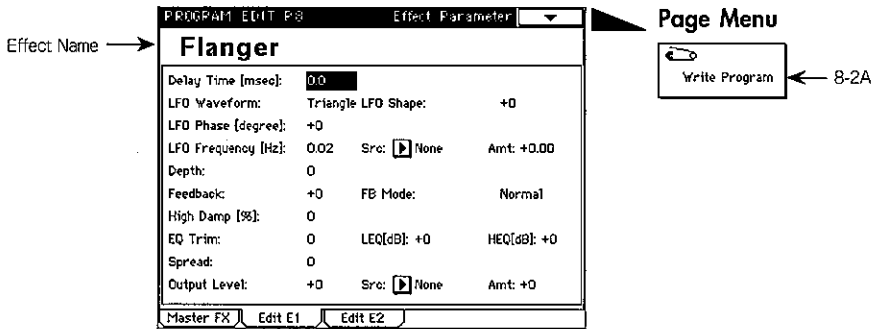 PROGRAM EDIT P8 Effect Parameter
Page Menu
Effect Name
Flanger
Write Program
8-2A
Delay Time [msec]: 0.0
LFO Waveform: Triangle LFO Shape: +0
LFO Phase [degree]: +0
LFO Frequency [Hz]: 0.02 Src: None Amt: +0.00
Depth: 0
Feedback: +0 FB Mode: Normal
High Damp [%]: 0
EQ Trim: 0 LEQ[dB]: +0 HEQ[dB]: +0
Spread: 0
Output Level: +0 Src: None Amt: +0
Master FX Edit E1 Edit E2